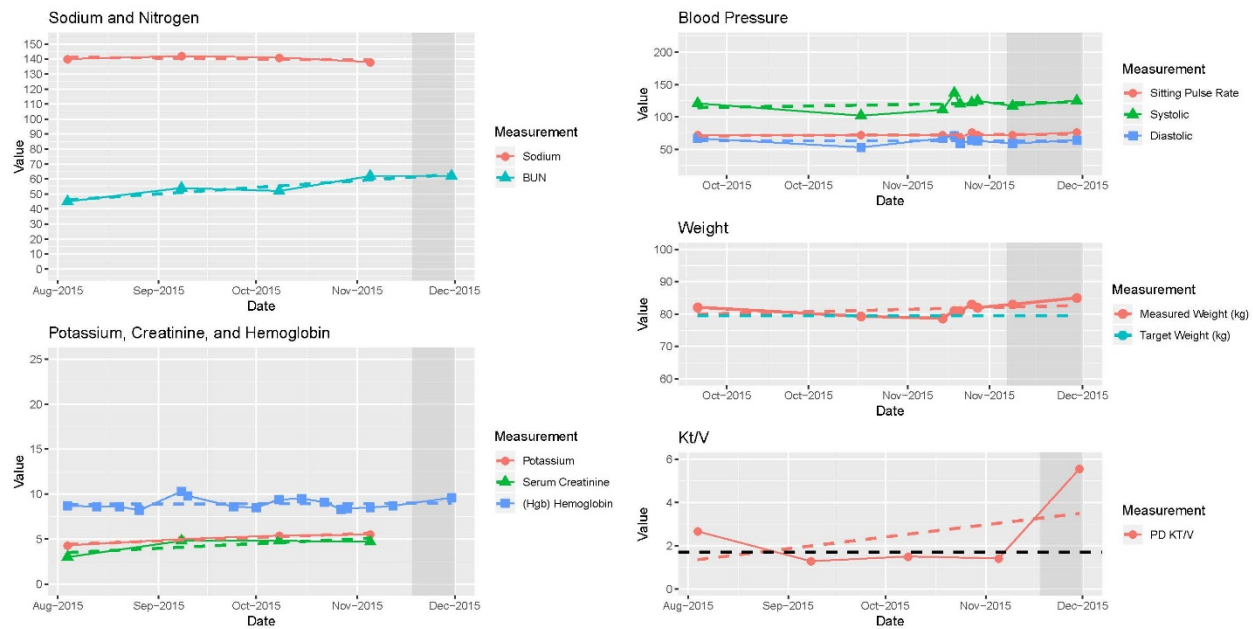 Sodium and Nitrogen
150
140
130
120
110
100
90
80
70
60
50
40
30
20
10
0
Value
Aug−2015 Sep−2015 Oct−2015 Nov−2015 Dec−2015
Date
Measurement
Sodium
BUN
Potassium, Creatinine, and Hemoglobin
25
20
15
10
5
0
Value
Aug−2015 Sep−2015 Oct−2015 Nov−2015 Dec−2015
Date
Measurement
Potassium
Serum Creatinine
(Hgb) Hemoglobin
Blood Pressure
200
150
100
50
Value
Oct−2015 Oct−2015 Nov−2015 Nov−2015 Dec−2015
Date
Measurement
Sitting Pulse Rate
Systolic
Diastolic
Weight
100
90
80
70
60
Value
Oct−2015 Oct−2015 Nov−2015 Nov−2015 Dec−2015
Date
Measurement
Measured Weight (kg)
Target Weight (kg)
Kt/V
6
4
2
0
Value
Aug−2015 Sep−2015 Oct−2015 Nov−2015 Dec−2015
Date
Measurement
PD KT/V